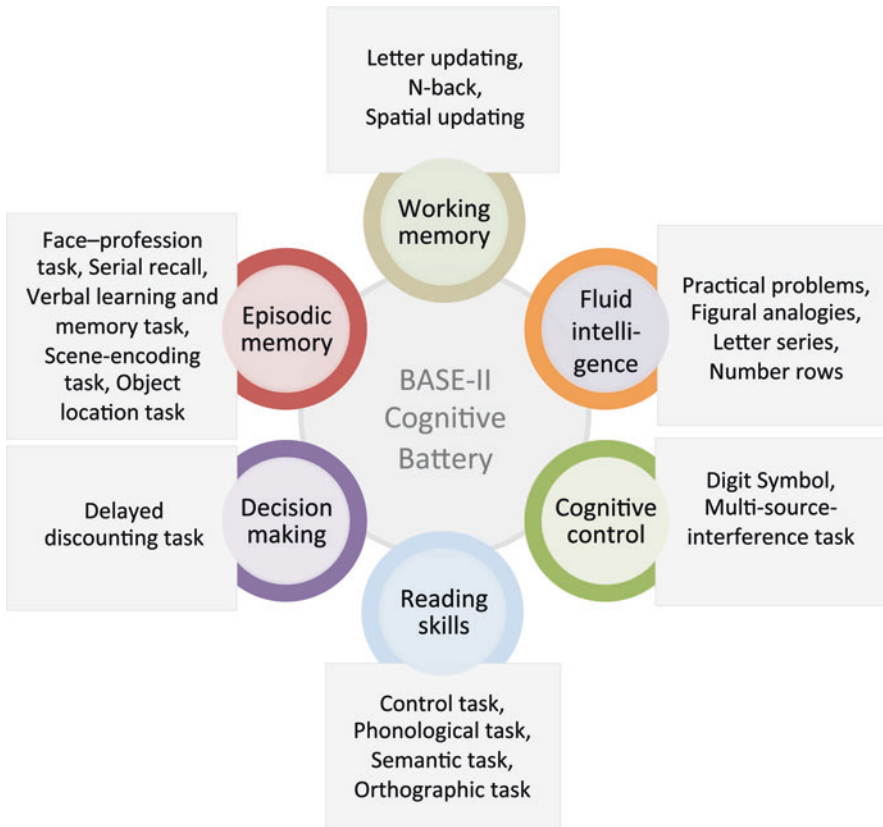 Letter updating,
N-back,
Spatial updating
Working
memory
Face–profession
task, Serial recall,
Verbal learning and
memory task,
Scene-encoding
task, Object
location task
Episodic
memory
Fluid
intelli-
gence
Practical problems,
Figural analogies,
Letter series,
Number rows
BASE-II
Cognitive
Battery
Delayed
discounting task
Decision
making
Cognitive
control
Digit Symbol,
Multi-source-
interference task
Reading
skills
Control task,
Phonological task,
Semantic task,
Orthographic task